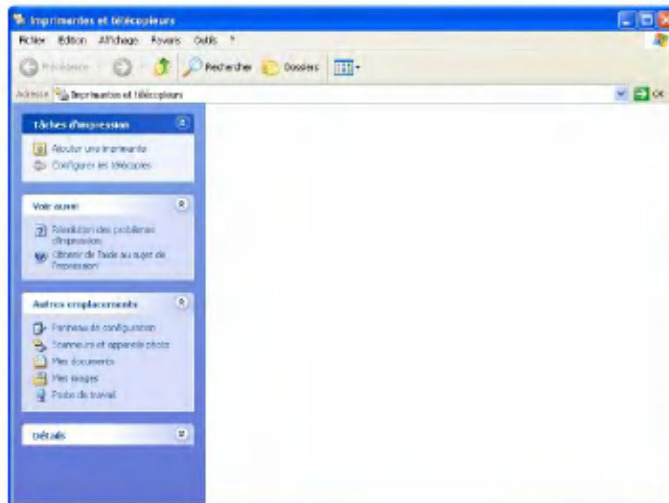 Imprimantes et télécopieurs
Fichier Edition Affichage Favoris Outils ?
Précédente Rechercher Dossiers
Adresse Imprimantes et télécopieurs OK
Tâches d'impression
Ajouter une imprimante
Configurer les télécopies
Voir aussi
Résolution des problèmes
d'impression
Obtenir de l'aide au sujet de
l'impression
Autres emplacements
Panneau de configuration
Scanneurs et appareils photo
Mes documents
Mes images
Poste de travail
Détails